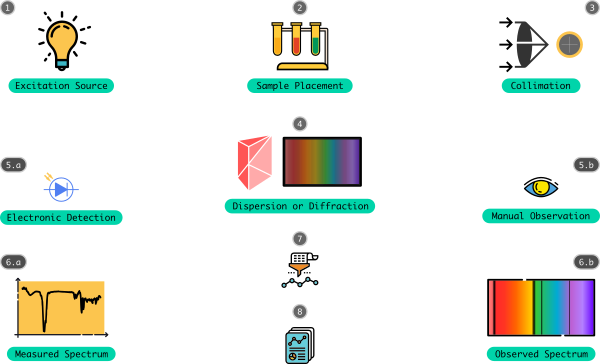 1
2
3
Excitation Source
Sample Placement
Collimation
4
5.a
5.b
Dispersion or Diffraction
Electronic Detection
Manual Observation
7
6.a
6.b
8
Measured Spectrum
Observed Spectrum